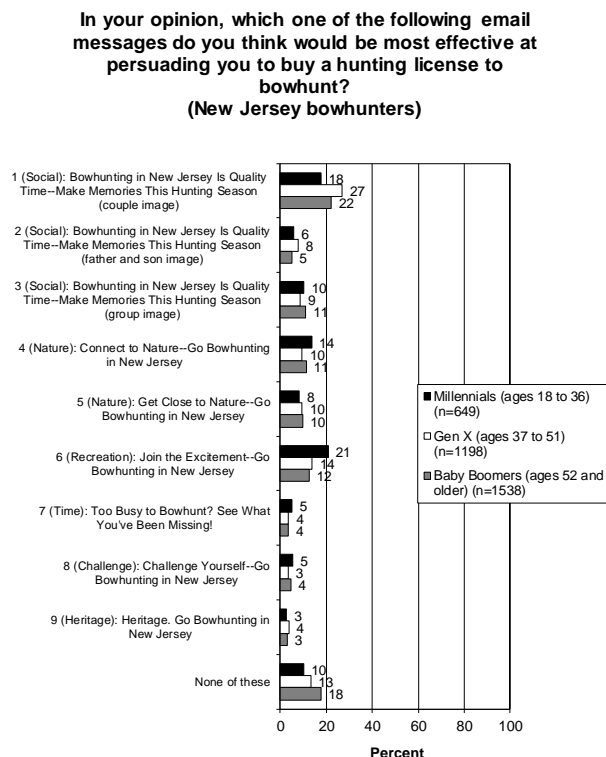 In your opinion, which one of the following email
messages do you think would be most effective at
persuading you to buy a hunting license to
bowhunt?
(New Jersey bowhunters)
1 (Social): Bowhunting in New Jersey Is Quality
Time--Make Memories This Hunting Season
(couple image)
18
27
22
2 (Social): Bowhunting in New Jersey Is Quality
Time--Make Memories This Hunting Season
(father and son image)
6
8
5
3 (Social): Bowhunting in New Jersey Is Quality
Time--Make Memories This Hunting Season
(group image)
10
9
11
4 (Nature): Connect to Nature--Go Bowhunting
in New Jersey
14
10
11
5 (Nature): Get Close to Nature--Go
Bowhunting in New Jersey
8
10
10
6 (Recreation): Join the Excitement--Go
Bowhunting in New Jersey
21
14
12
7 (Time): Too Busy to Bowhunt? See What
You've Been Missing!
5
4
4
8 (Challenge): Challenge Yourself--Go
Bowhunting in New Jersey
5
3
4
9 (Heritage): Heritage. Go Bowhunting in
New Jersey
3
4
3
None of these
10
13
18
Millennials (ages 18 to 36)
(n=649)
Gen X (ages 37 to 51)
(n=1198)
Baby Boomers (ages 52 and
older) (n=1538)
0 20 40 60 80 100
Percent